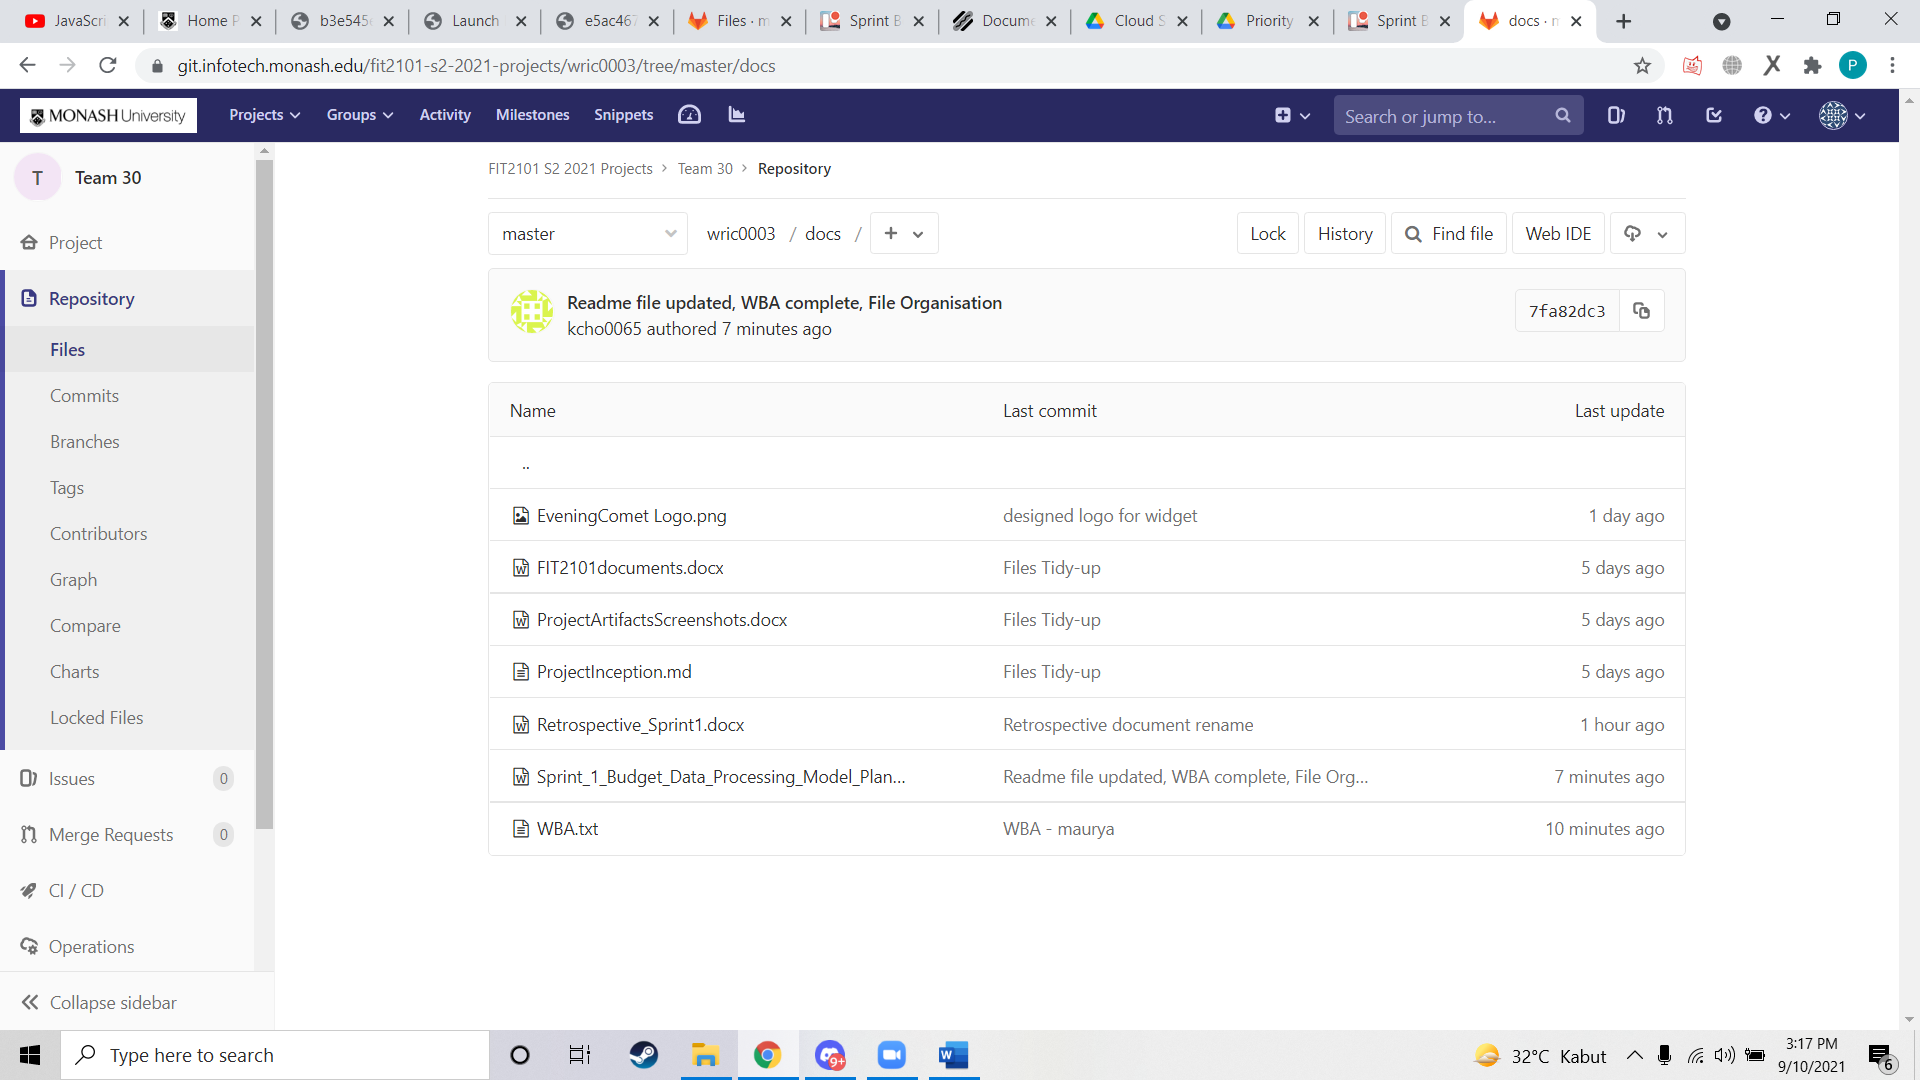 JavaScri
Home P
b3e545e
Launch
e5ac467
Files · m
Sprint B
Docume
Cloud S
Priority
Sprint B
docs · m
git.infotech.monash.edu/fit2101-s2-2021-projects/wric0003/tree/master/docs
P
MONASH University
Projects
Groups
Activity
Milestones
Snippets
Search or jump to...
T
Team 30
Project
Repository
Files
Commits
Branches
Tags
Contributors
Graph
Compare
Charts
Locked Files
Issues 0
Merge Requests 0
CI / CD
Operations
Collapse sidebar
FIT2101 S2 2021 Projects > Team 30 > Repository
master
wric0003 / docs / +
Lock
History
Find file
Web IDE
Readme file updated, WBA complete, File Organisation
kcho0065 authored 7 minutes ago
7fa82dc3
Name Last commit Last update
..
EveningComet Logo.png designed logo for widget 1 day ago
FIT2101documents.docx Files Tidy-up 5 days ago
ProjectArtifactsScreenshots.docx Files Tidy-up 5 days ago
ProjectInception.md Files Tidy-up 5 days ago
Retrospective_Sprint1.docx Retrospective document rename 1 hour ago
Sprint_1_Budget_Data_Processing_Model_Plan... Readme file updated, WBA complete, File Org... 7 minutes ago
WBA.txt WBA - maurya 10 minutes ago
Type here to search
9+
32°C Kabut
3:17 PM
9/10/2021
6